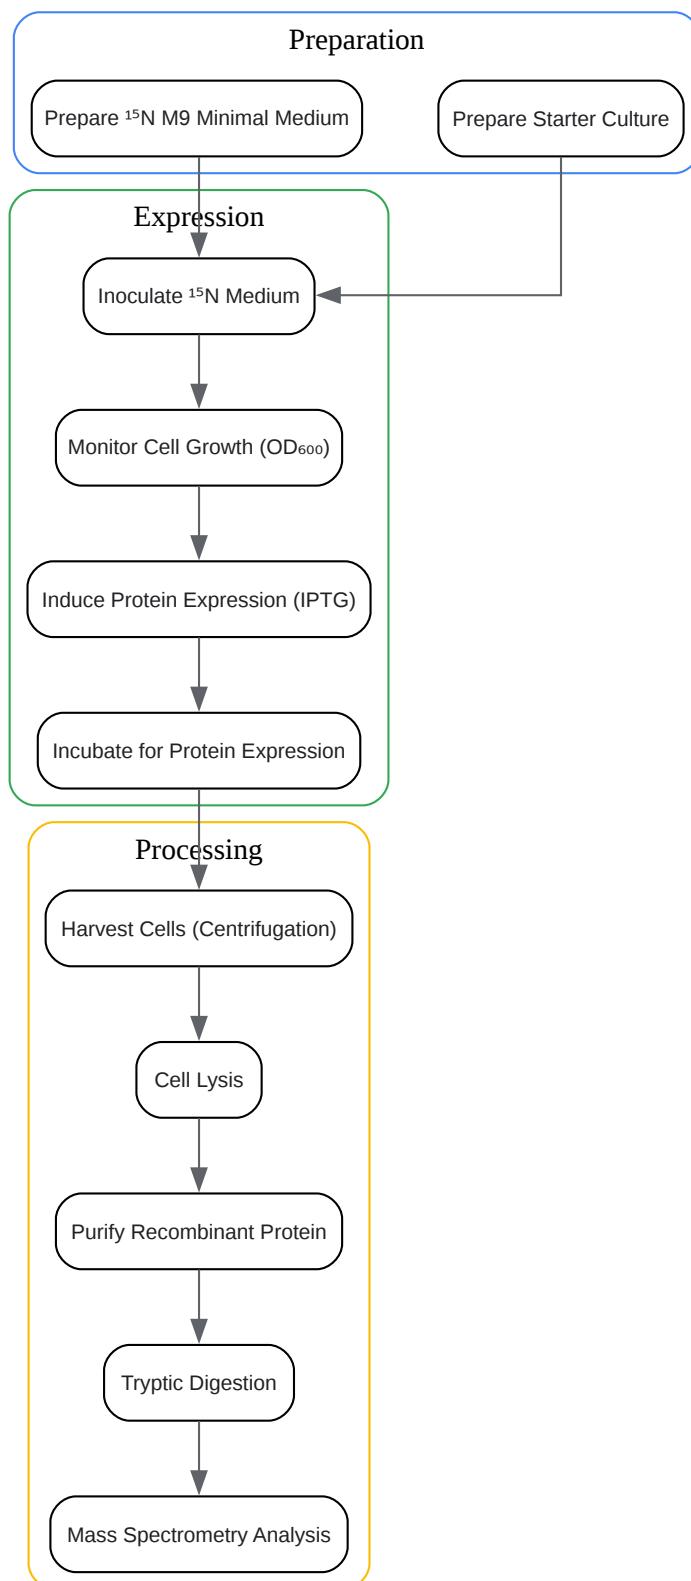 Preparation
Prepare ¹⁵N M9 Minimal Medium
Prepare Starter Culture
Expression
Inoculate ¹⁵N Medium
Monitor Cell Growth (OD₆₀₀)
Induce Protein Expression (IPTG)
Incubate for Protein Expression
Processing
Harvest Cells (Centrifugation)
Cell Lysis
Purify Recombinant Protein
Tryptic Digestion
Mass Spectrometry Analysis